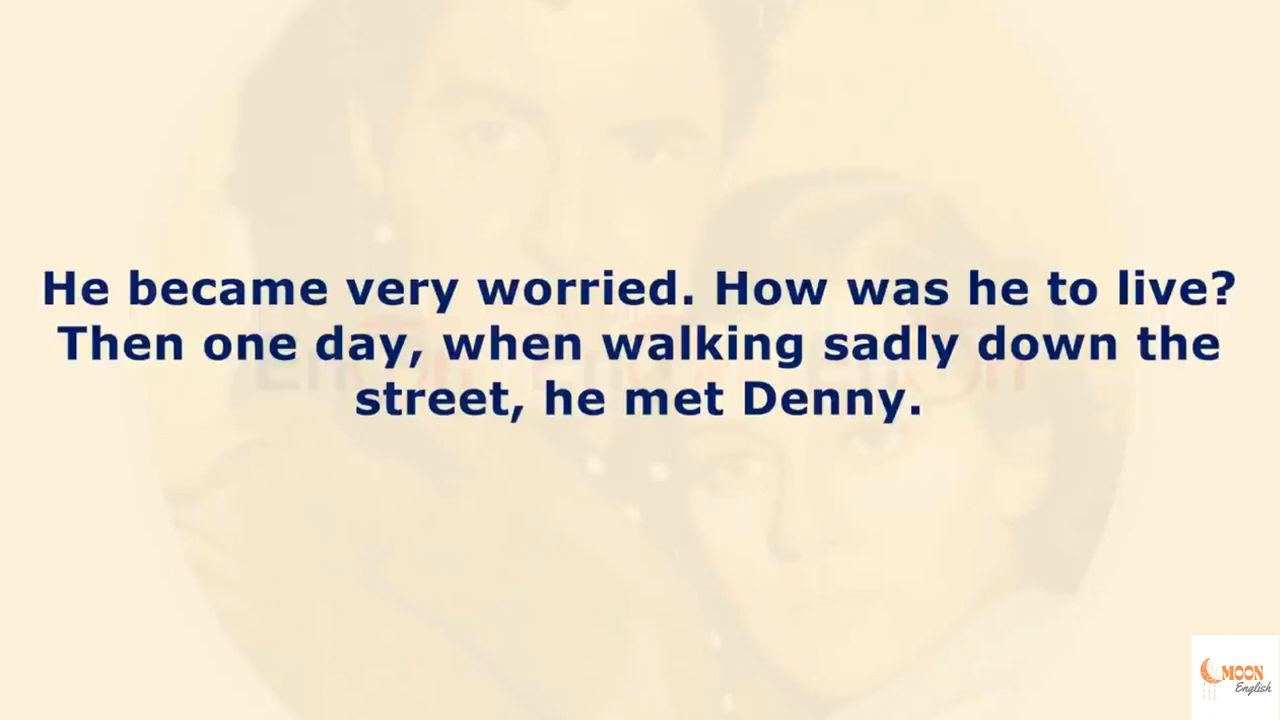 He became very worried. How was he to live?
Then one day, when walking sadly down the
street, he met Denny.
MOON
English